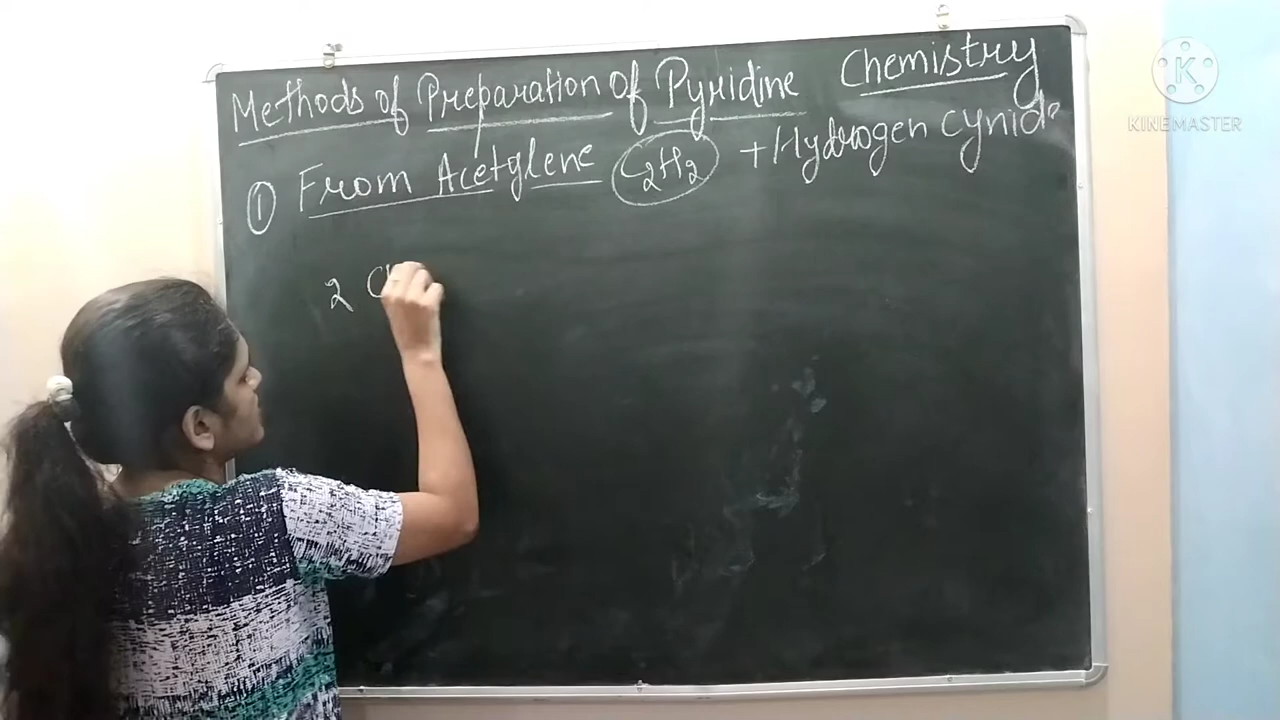 Methods of Preparation of Pyridine Chemistry
① From Acetylene C₂H₂ + Hydrogen Cynide
2 C
K
KINEMASTER